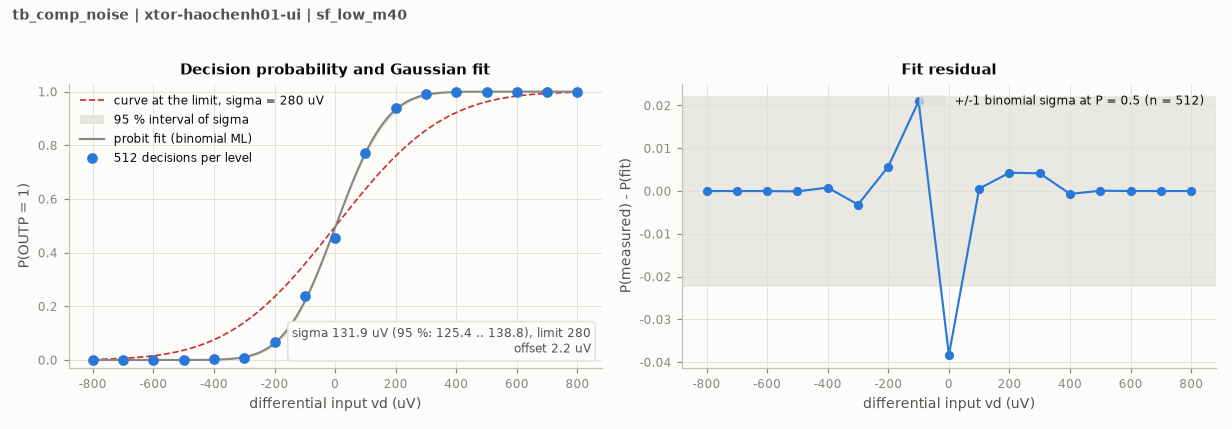 tb_comp_noise | xtor-haochenh01-ui | sf_low_m40
Decision probability and Gaussian fit
curve at the limit, sigma = 280 uV
95 % interval of sigma
probit fit (binomial ML)
512 decisions per level
P(OUTP = 1)
1.0
0.8
0.6
0.4
0.2
0.0
sigma 131.9 uV (95 %: 125.4 .. 138.8), limit 280
offset 2.2 uV
-800 -600 -400 -200 0 200 400 600 800
differential input vd (uV)
Fit residual
+/-1 binomial sigma at P = 0.5 (n = 512)
P(measured) - P(fit)
0.02
0.01
0.00
-0.01
-0.02
-0.03
-0.04
-800 -600 -400 -200 0 200 400 600 800
differential input vd (uV)